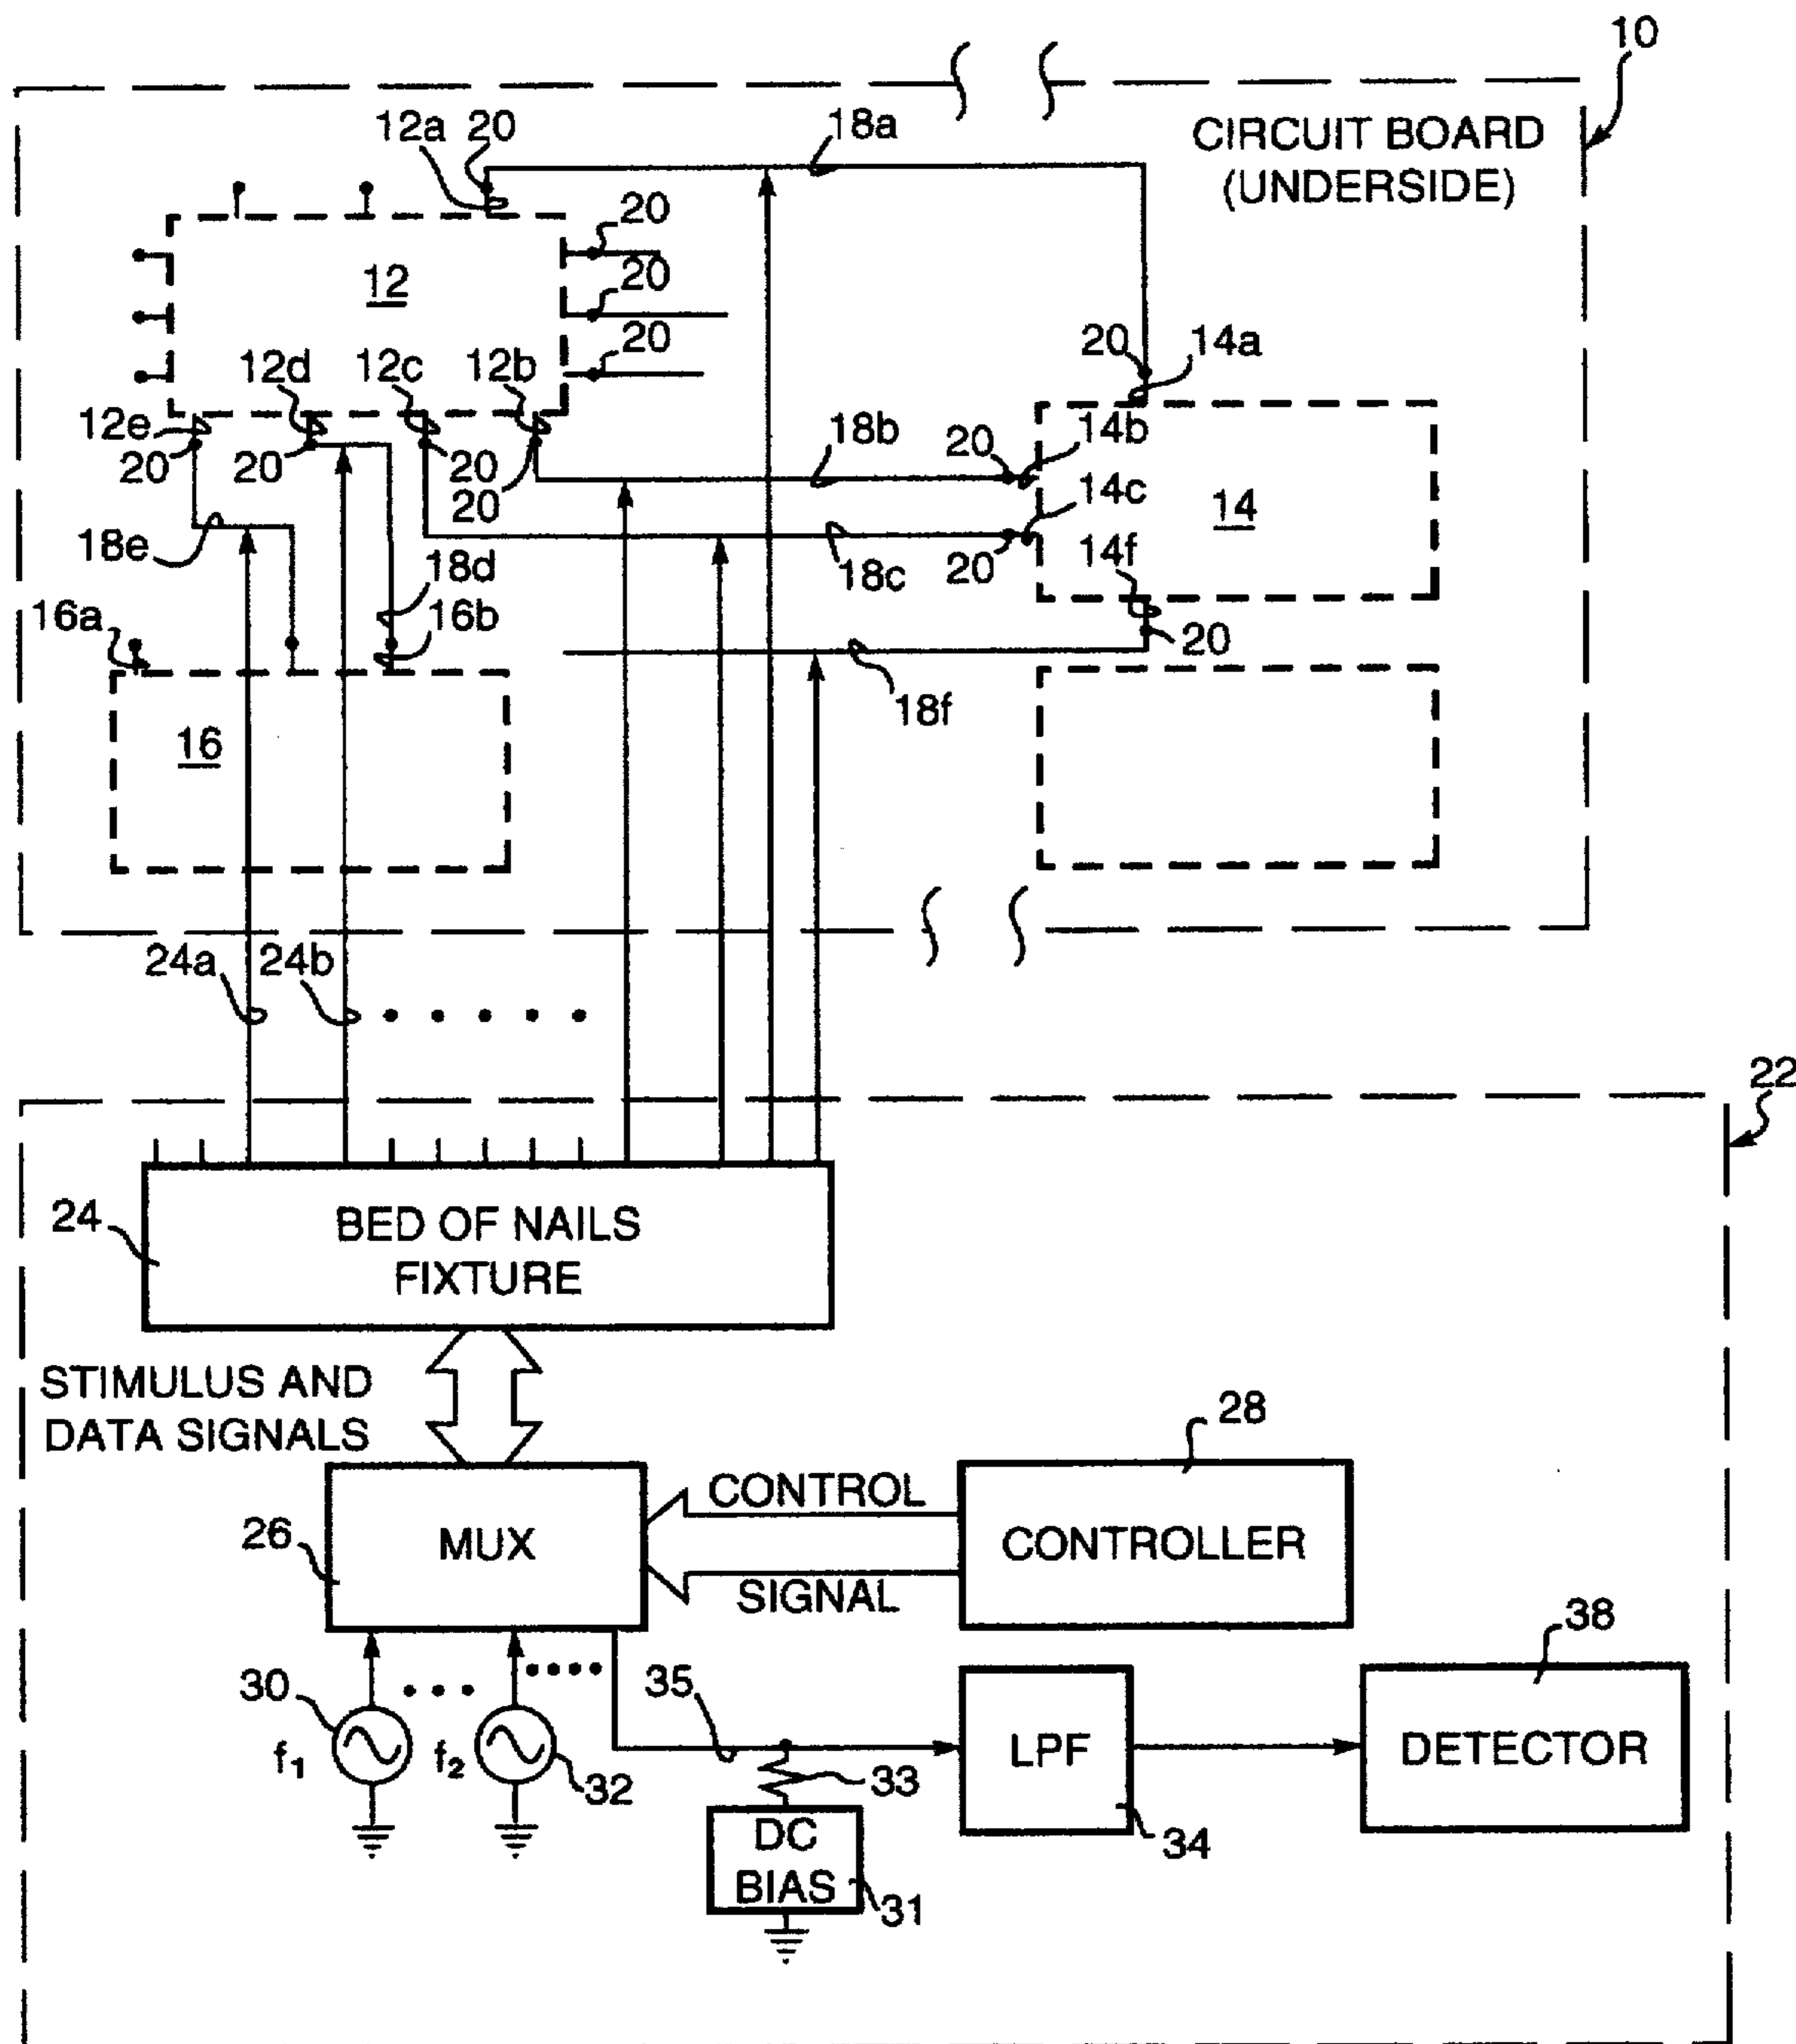 10
CIRCUIT BOARD
(UNDERSIDE)
12a 20
18a
20
12
20
20
20
14a
12d
12c
12b
12e
20
20
20
20
18b
20
14b
14c
14
18e
18d
18c
20
14f
16a
16b
20
16
18f
24a
24b
22
24
BED OF NAILS
FIXTURE
STIMULUS AND
DATA SIGNALS
28
CONTROL
26
MUX
CONTROLLER
SIGNAL
38
30
35
f1
f2
LPF
DETECTOR
32
33
34
DC
BIAS
31